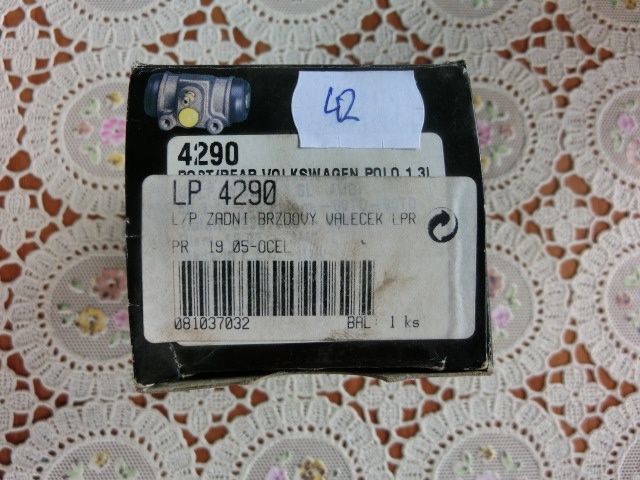 42
4290
POST/REAR VOLKSWAGEN POLO 1.3L
LP 4290
L/P ZADNI BRZDOVY VALECEK LPR
PR 19.05-OCEL
081037032 BAL: 1 ks